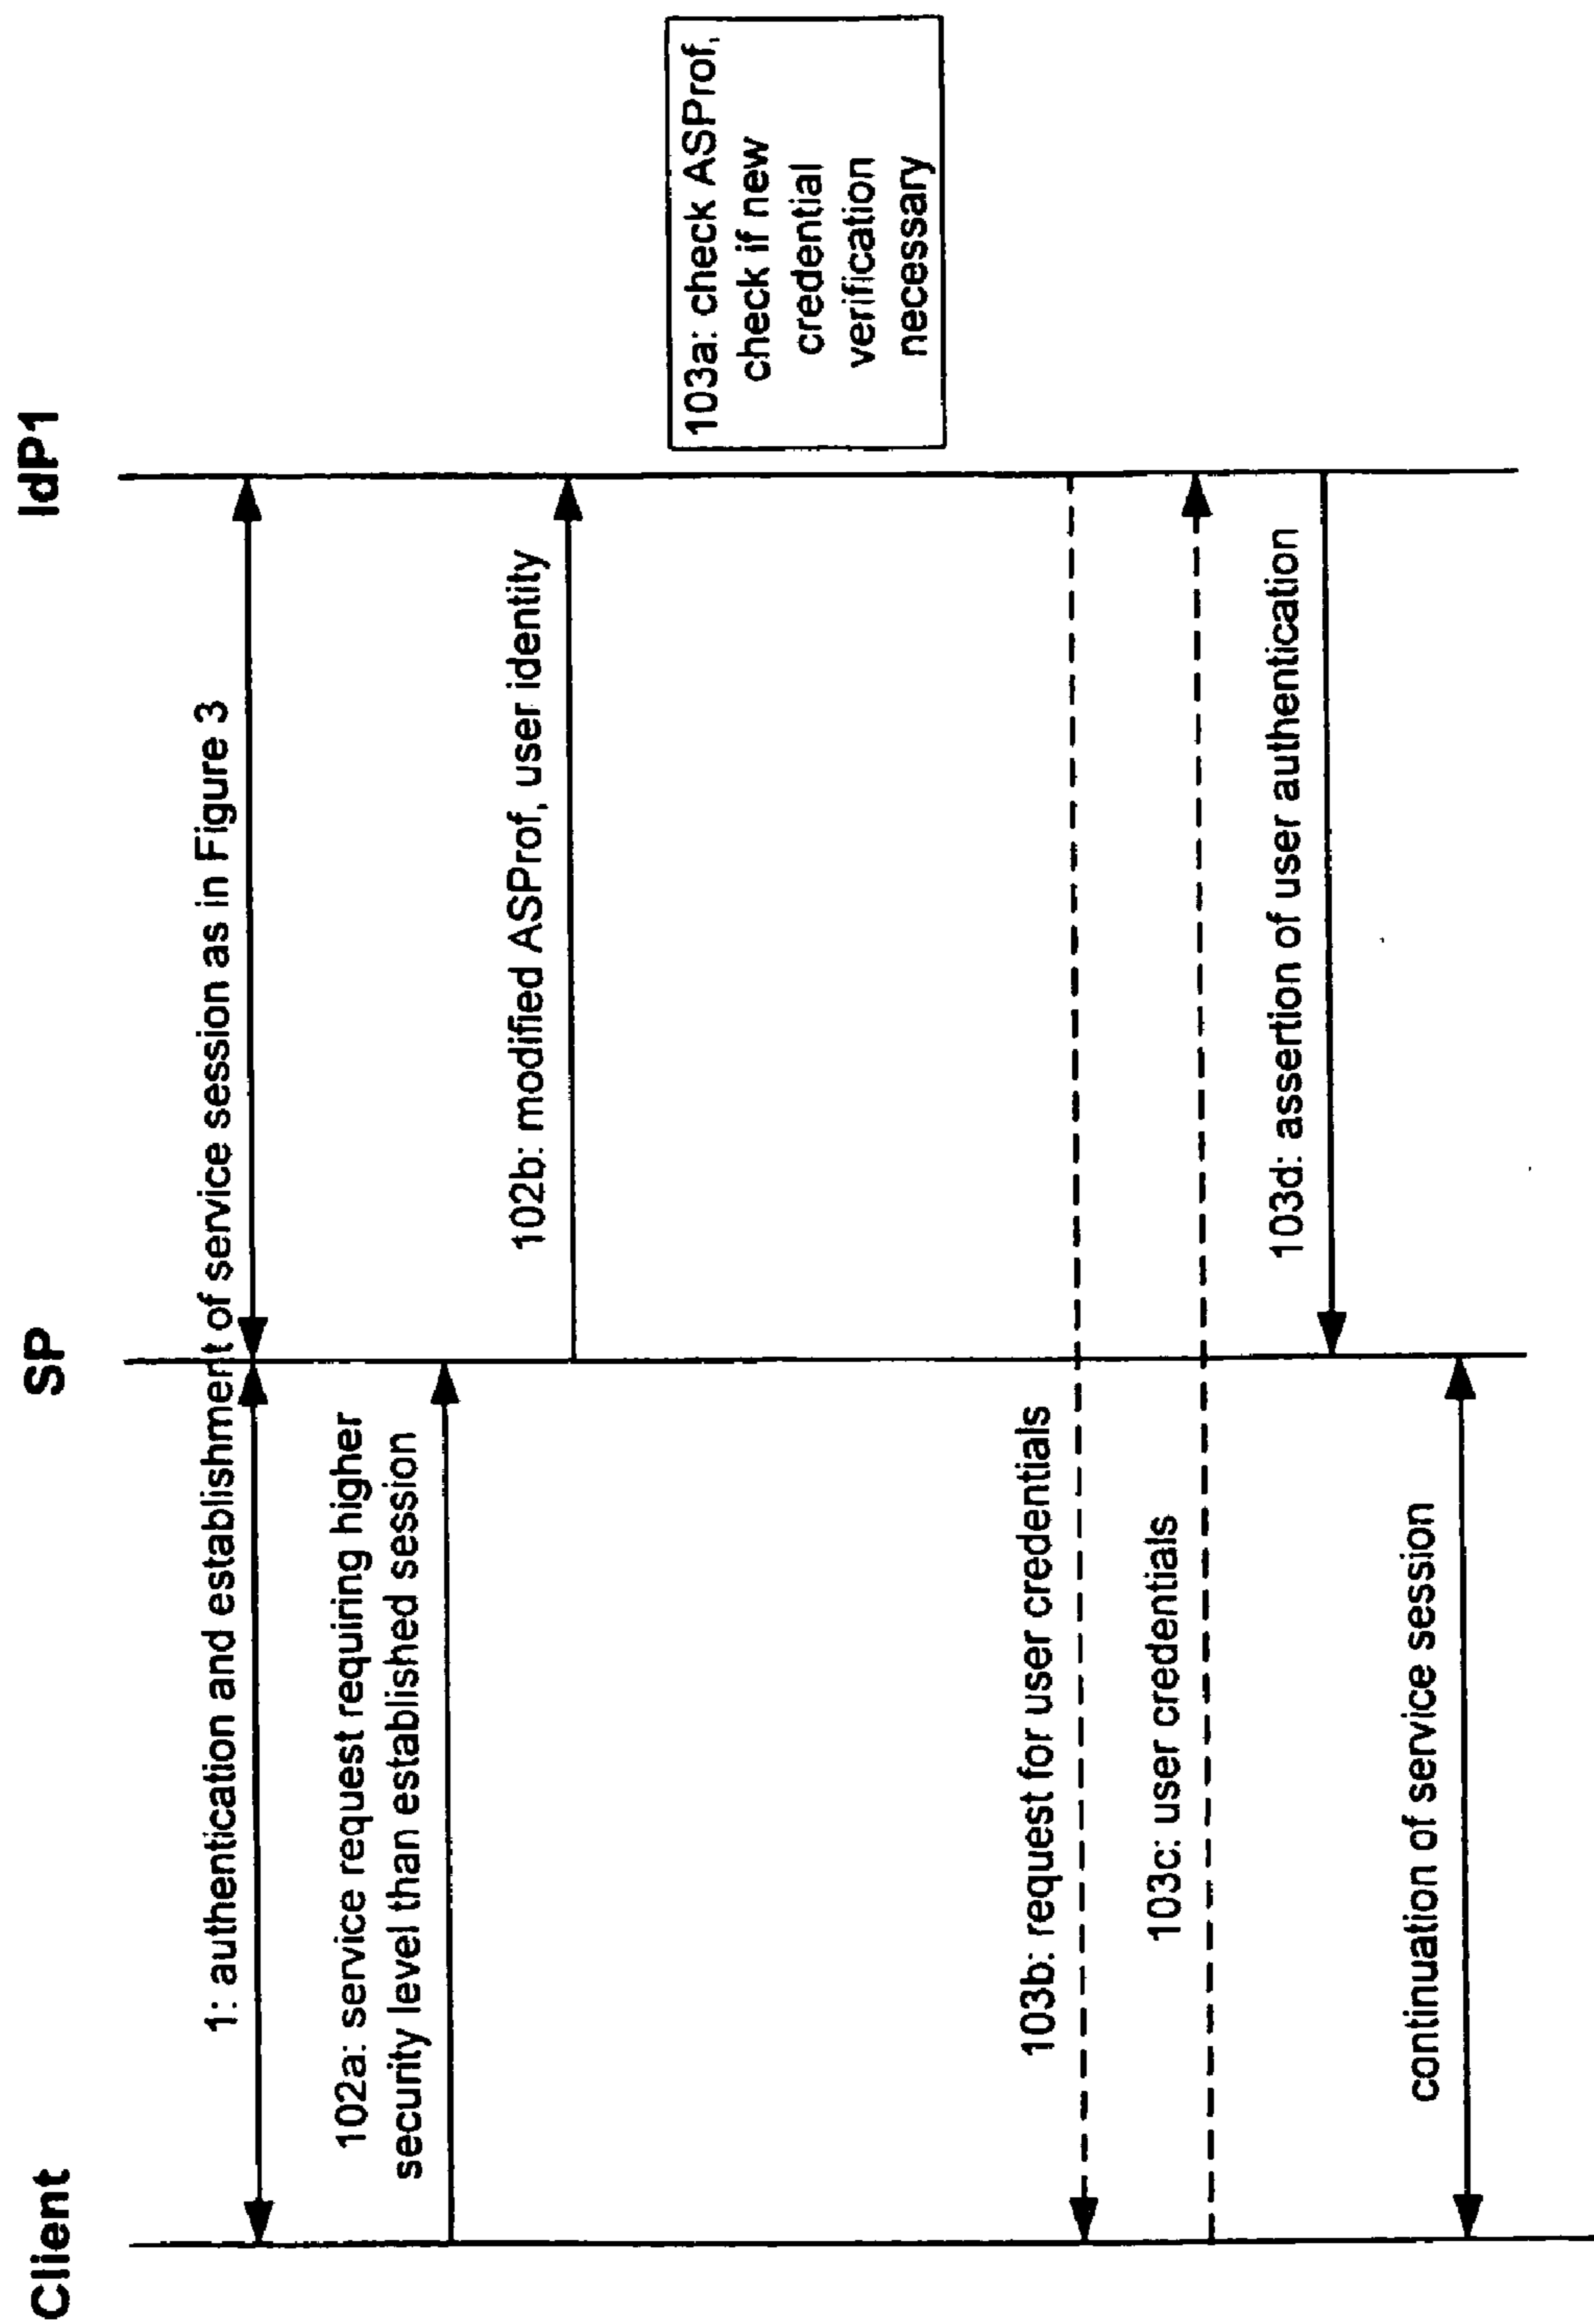 Client
SP
IdP1
1: authentication and establishment of service session as in Figure 3
102a: service request requiring higher
security level than established session
102b: modified ASProf, user identity
103a: check ASProf,
check if new
credential
verification
necessary
103b: request for user credentials
103c: user credentials
103d: assertion of user authentication
continuation of service session